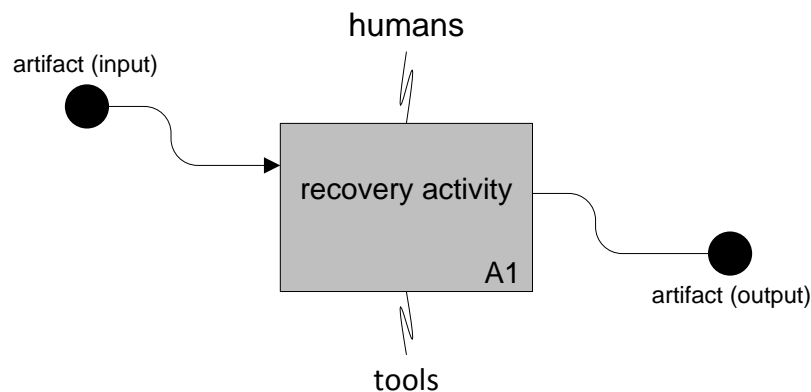 humans
artifact (input)
recovery activity
A1
artifact (output)
tools